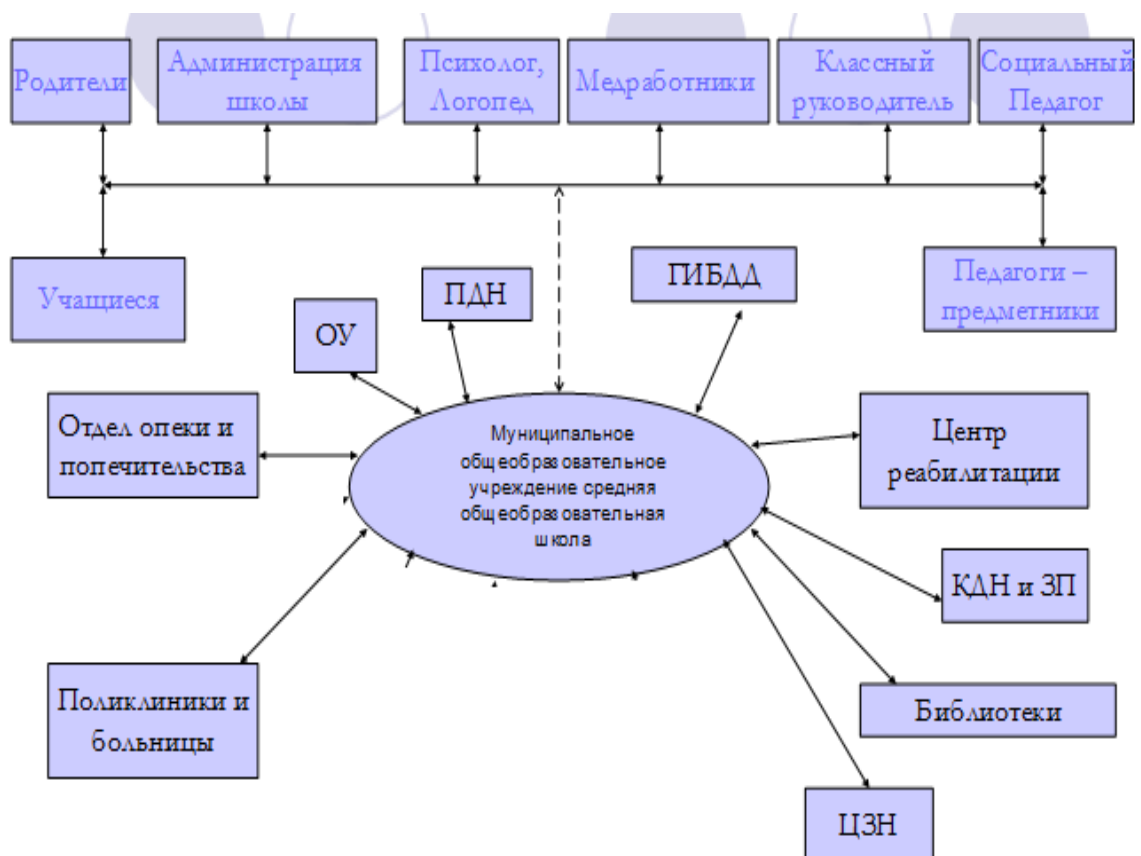 Родители
Администрация
школы
Психолог,
Логопед
Медработники
Классный
руководитель
Социальный
Педагог
Учащиеся
Педагоги –
предметники
ОУ
ПДН
ГИБДД
Отдел опеки и
попечительства
Муниципальное
общеобразовательное
учреждение средняя
общеобразовательная
школа
Центр
реабилитации
КДН и ЗП
Поликлиники и
больницы
Библиотеки
ЦЗН